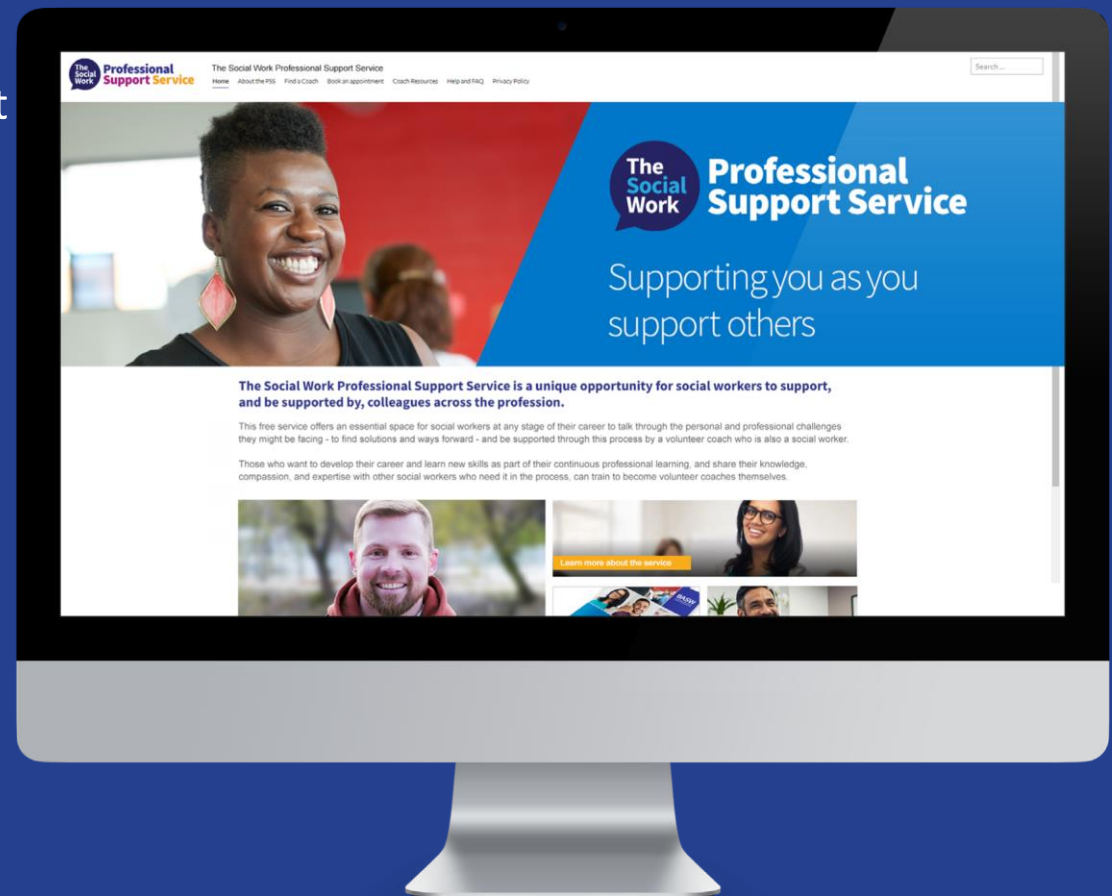 t
The Social Work
Professional Support Service
The Social Work Professional Support Service
Home About the PSS Find a Coach Book an appointment Coach Resources Help and FAQ Privacy Policy
Search ...
The
Social
Work
Professional
Support Service
Supporting you as you
support others
The Social Work Professional Support Service is a unique opportunity for social workers to support,
and be supported by, colleagues across the profession.
This free service offers an essential space for social workers at any stage of their career to talk through the personal and professional challenges
they might be facing - to find solutions and ways forward - and be supported through this process by a volunteer coach who is also a social worker.
Those who want to develop their career and learn new skills as part of their continuous professional learning, and share their knowledge,
compassion, and expertise with other social workers who need it in the process, can train to become volunteer coaches themselves.
Learn more about the service
BASW